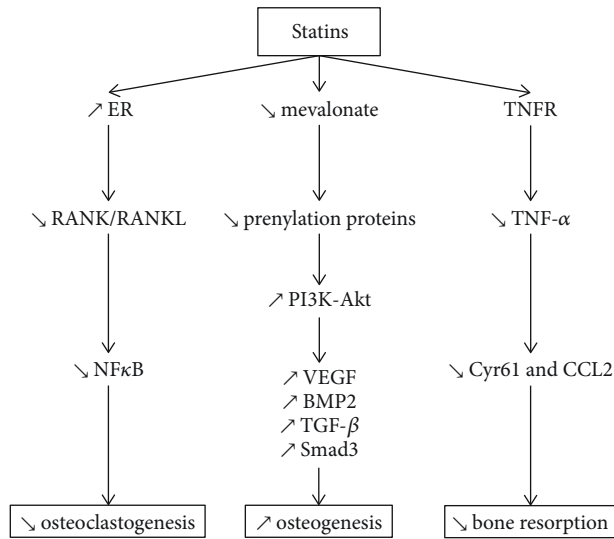 Statins
↗ ER
↘ mevalonate
TNFR
↘ RANK/RANKL
↘ prenylation proteins
↘ TNF-α
↗ PI3K-Akt
↘ NFκB
↗ VEGF
↗ BMP2
↗ TGF-β
↗ Smad3
↘ Cyr61 and CCL2
↘ osteoclastogenesis
↗ osteogenesis
↘ bone resorption